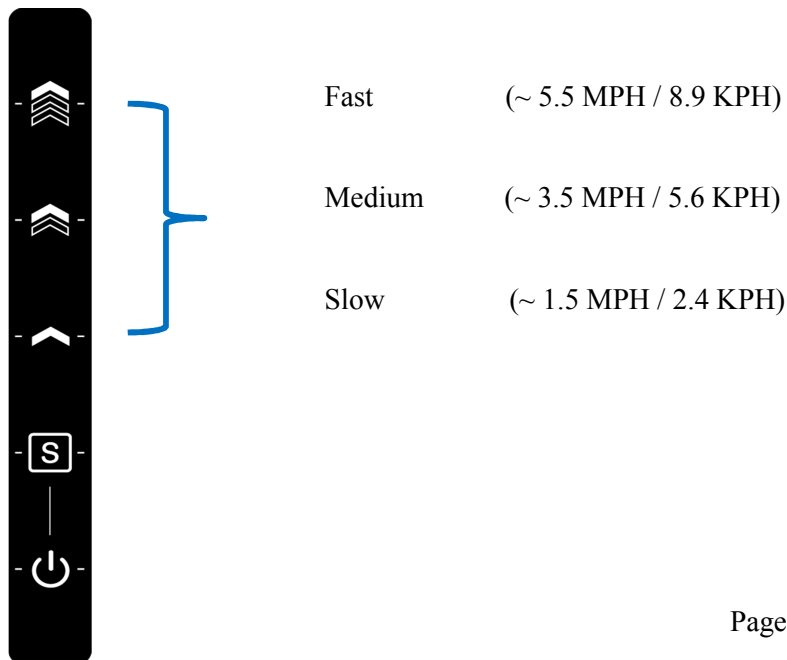 Fast (~ 5.5 MPH / 8.9 KPH)
Medium (~ 3.5 MPH / 5.6 KPH)
Slow (~ 1.5 MPH / 2.4 KPH)
S
Page